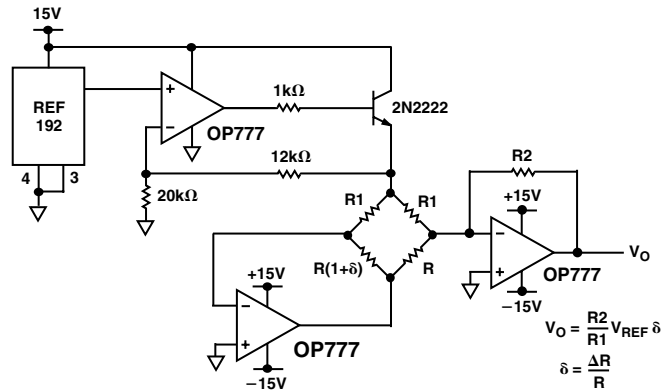 15V
REF
192
4
3
+
−
OP777
1kΩ
2N2222
12kΩ
20kΩ
R1
R1
R(1+δ)
R
R2
+15V
−
+
OP777
−15V
V_O
+15V
−
+
OP777
−15V
V_O = R2/R1 V_REF δ
δ = ΔR/R